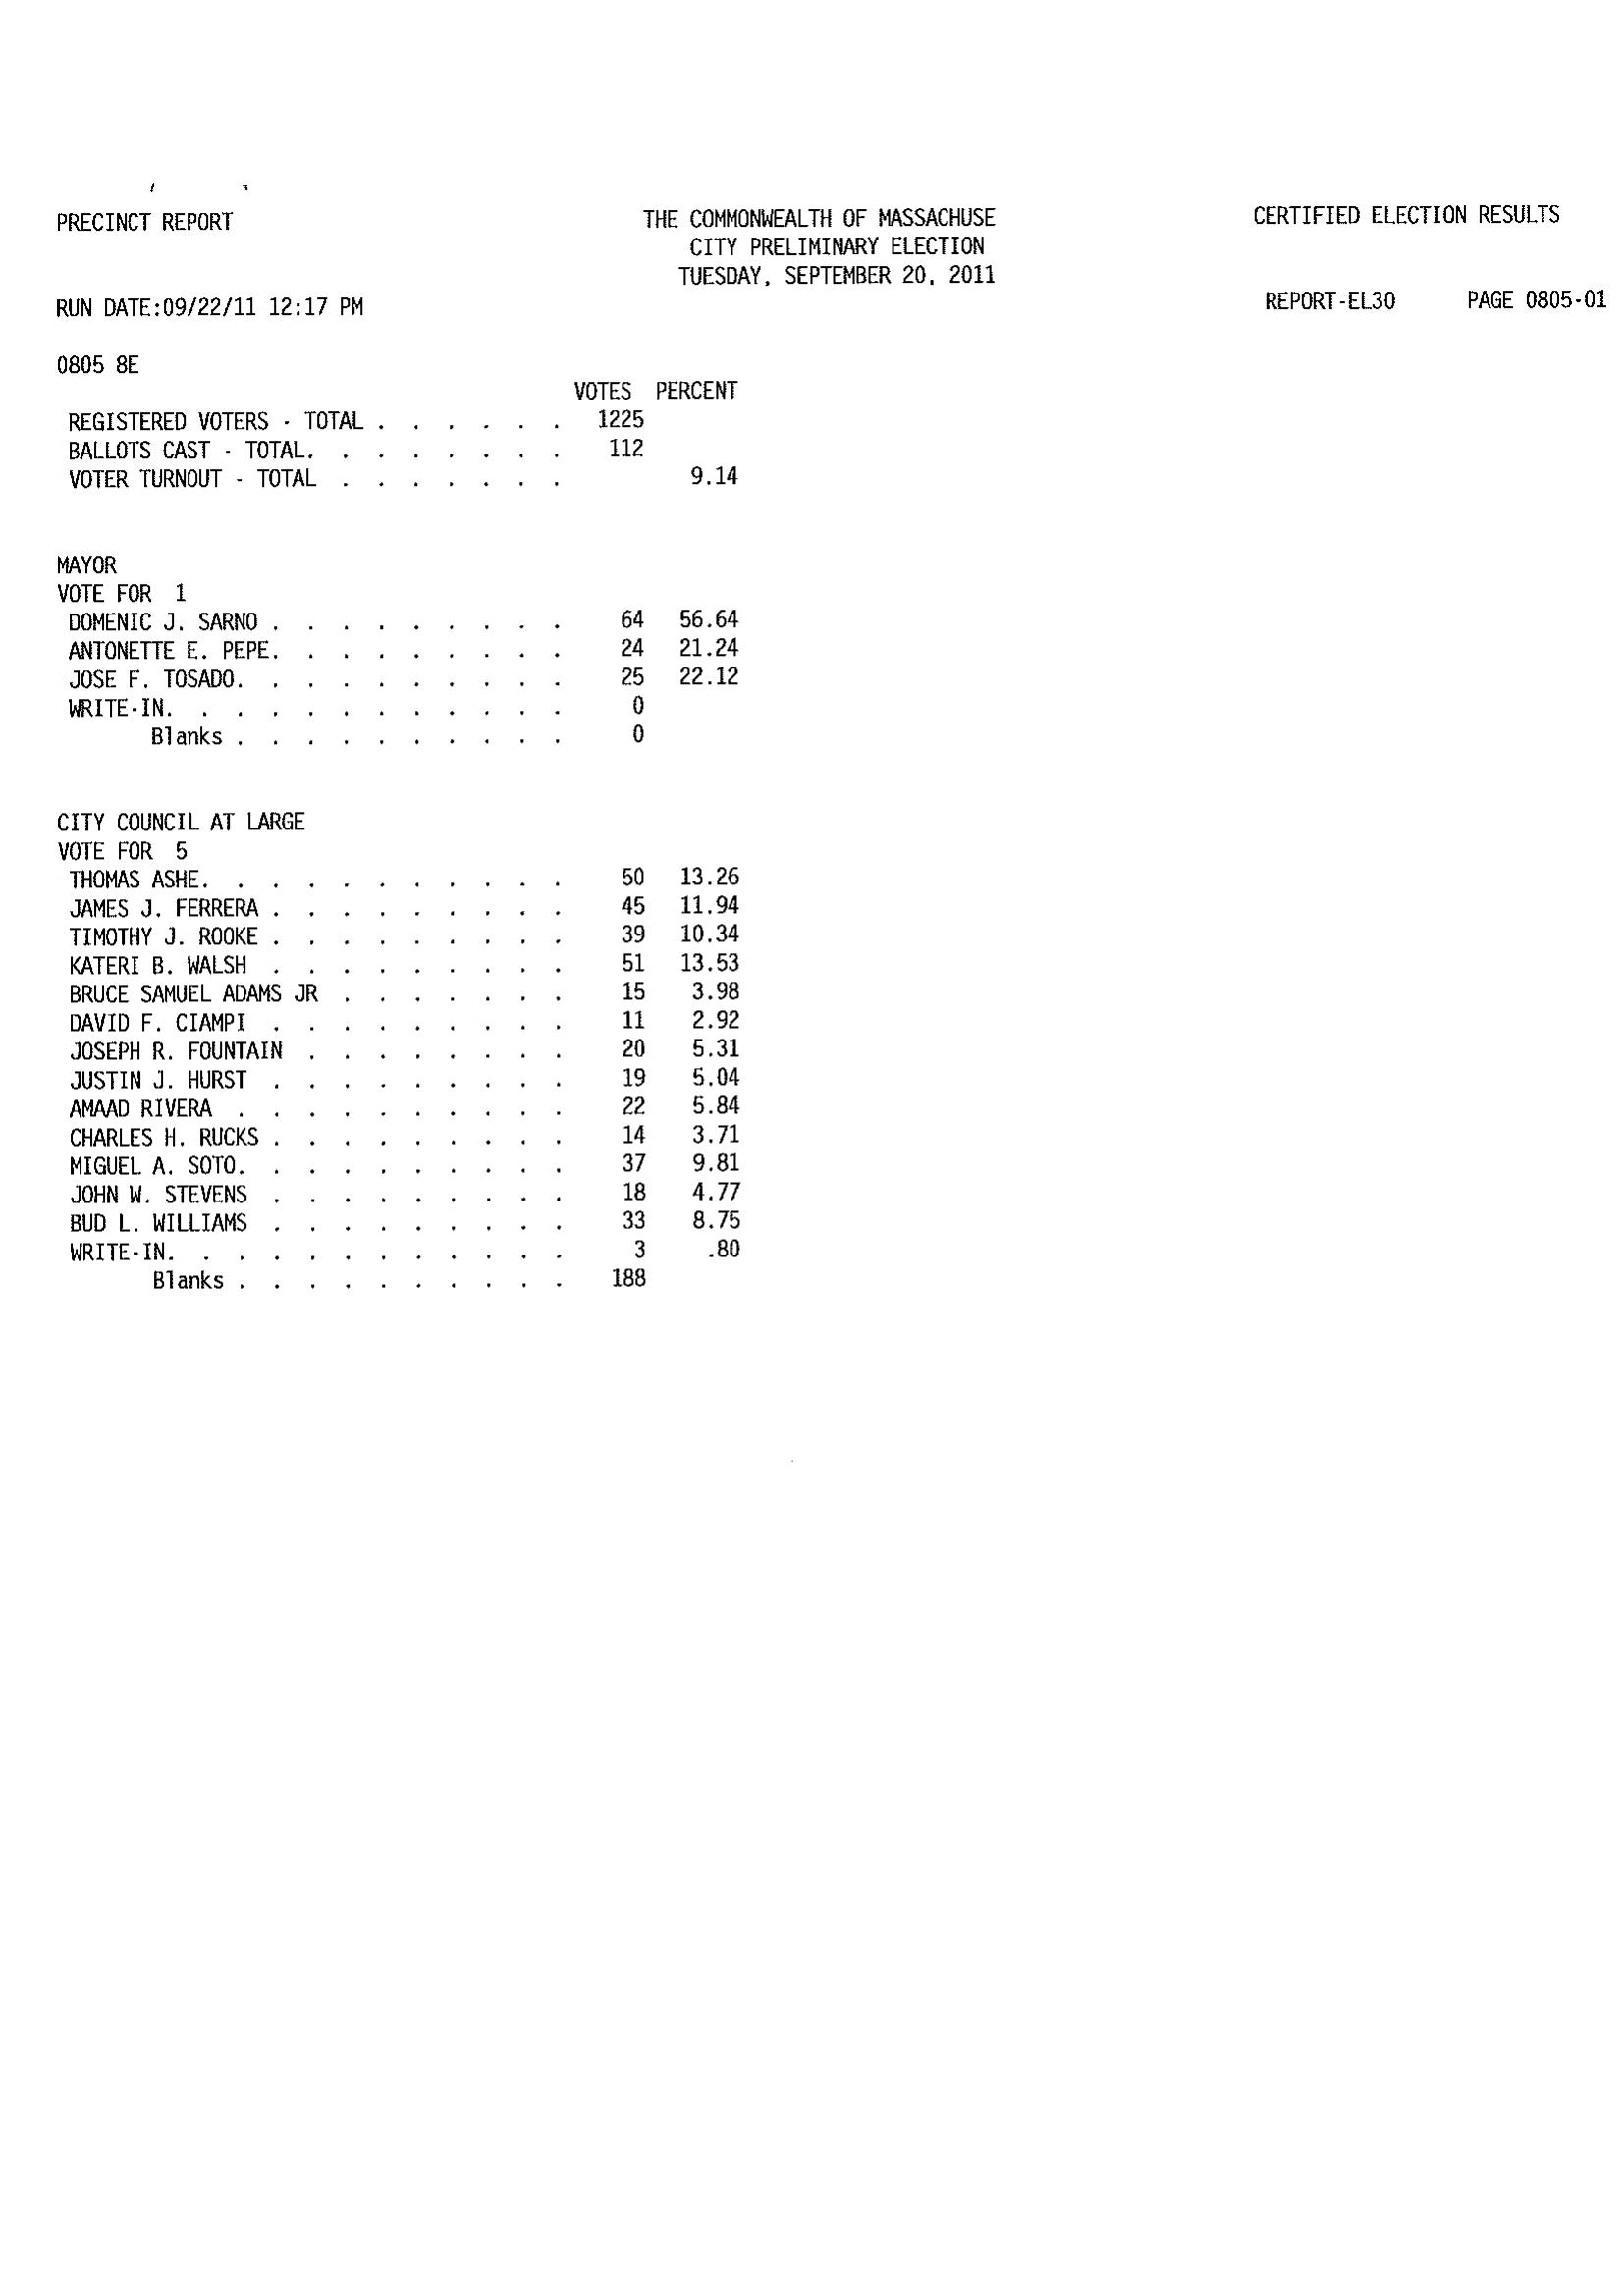 PRECINCT REPORT THE COMMONWEALTH OF MASSACHUSE CERTIFIED ELECTION RESULTS
CITY PRELIMINARY ELECTION
TUESDAY, SEPTEMBER 20, 2011
RUN DATE:09/22/11 12:17 PM REPORT-EL30 PAGE 0805-01
0805 8E
VOTES PERCENT
REGISTERED VOTERS - TOTAL . . . . . . 1225
BALLOTS CAST - TOTAL. . . . . . . . 112
VOTER TURNOUT - TOTAL . . . . . . . 9.14
MAYOR
VOTE FOR 1
DOMENIC J. SARNO . . . . . . . . . 64 56.64
ANTONETTE E. PEPE. . . . . . . . . 24 21.24
JOSE F. TOSADO. . . . . . . . . . 25 22.12
WRITE-IN. . . . . . . . . . . . 0
Blanks . . . . . . . . . . 0
CITY COUNCIL AT LARGE
VOTE FOR 5
THOMAS ASHE. . . . . . . . . . . 50 13.26
JAMES J. FERRERA . . . . . . . . . 45 11.94
TIMOTHY J. ROOKE . . . . . . . . . 39 10.34
KATERI B. WALSH . . . . . . . . . 51 13.53
BRUCE SAMUEL ADAMS JR . . . . . . . 15 3.98
DAVID F. CIAMPI . . . . . . . . . 11 2.92
JOSEPH R. FOUNTAIN . . . . . . . . 20 5.31
JUSTIN J. HURST . . . . . . . . . 19 5.04
AMAAD RIVERA . . . . . . . . . . 22 5.84
CHARLES H. RUCKS . . . . . . . . . 14 3.71
MIGUEL A. SOTO. . . . . . . . . . 37 9.81
JOHN W. STEVENS . . . . . . . . . 18 4.77
BUD L. WILLIAMS . . . . . . . . . 33 8.75
WRITE-IN. . . . . . . . . . . . 3 .80
Blanks . . . . . . . . . . 188